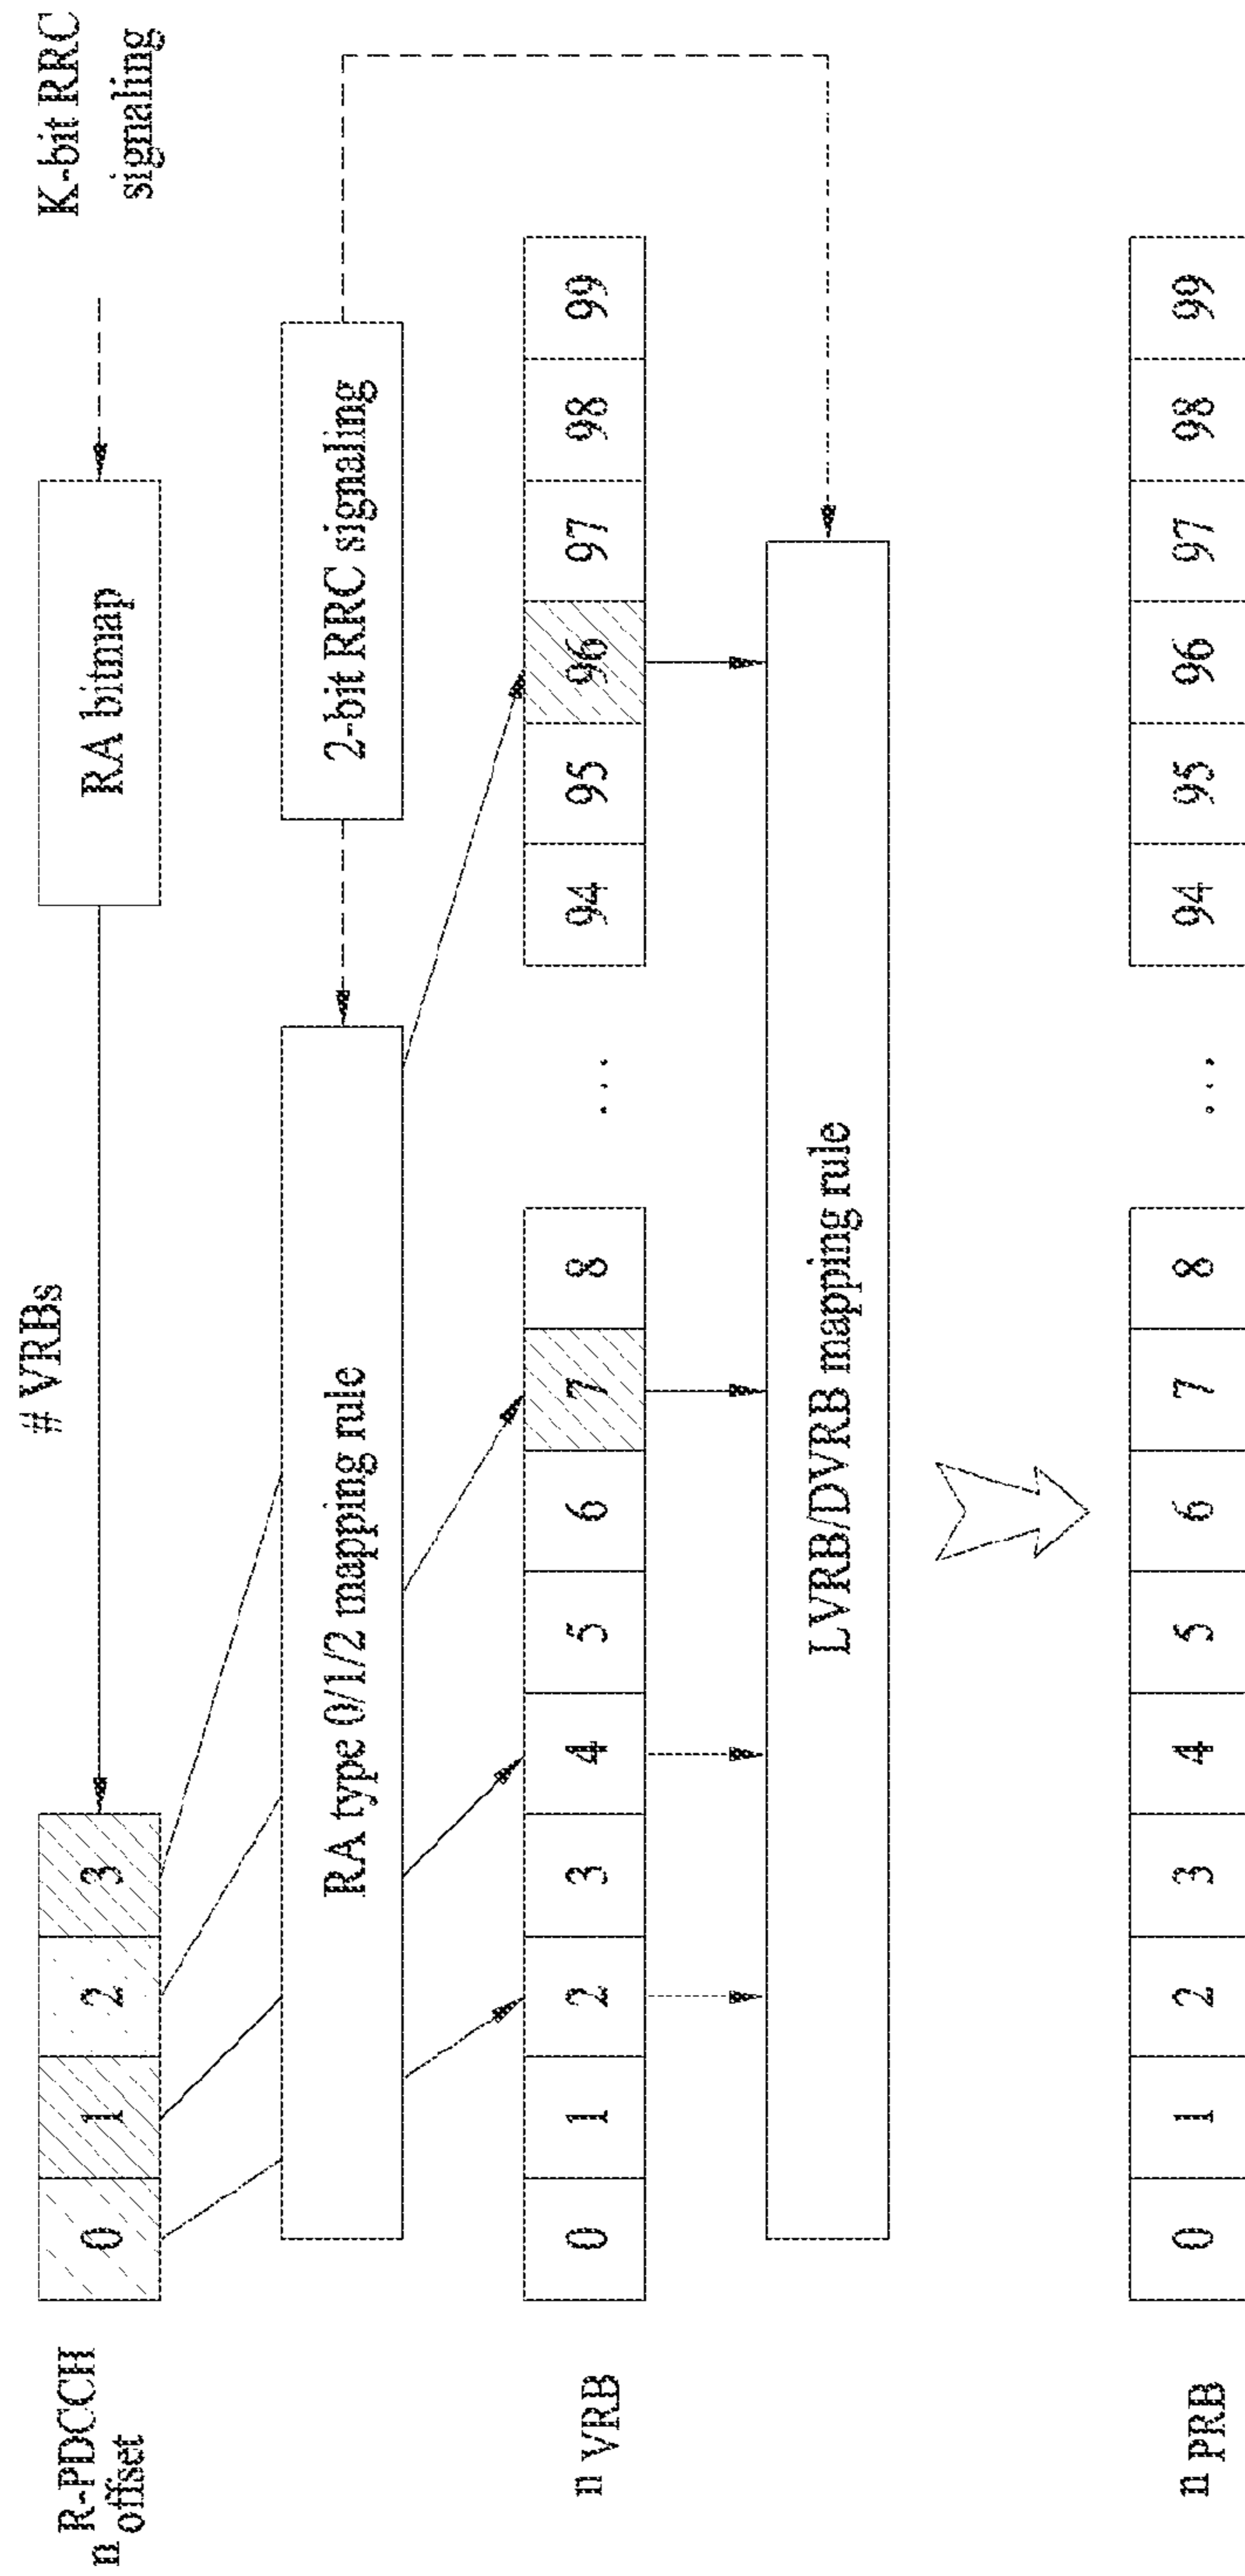 K-bit RRC
signaling
# VRBs
RA bitmap
n R-PDCCH offset
0 1 2 3
RA type 0/1/2 mapping rule
2-bit RRC signaling
n VRB
0 1 2 3 4 5 6 7 8 ... 94 95 96 97 98 99
LVRB/DVRB mapping rule
n PRB
0 1 2 3 4 5 6 7 8 ... 94 95 96 97 98 99